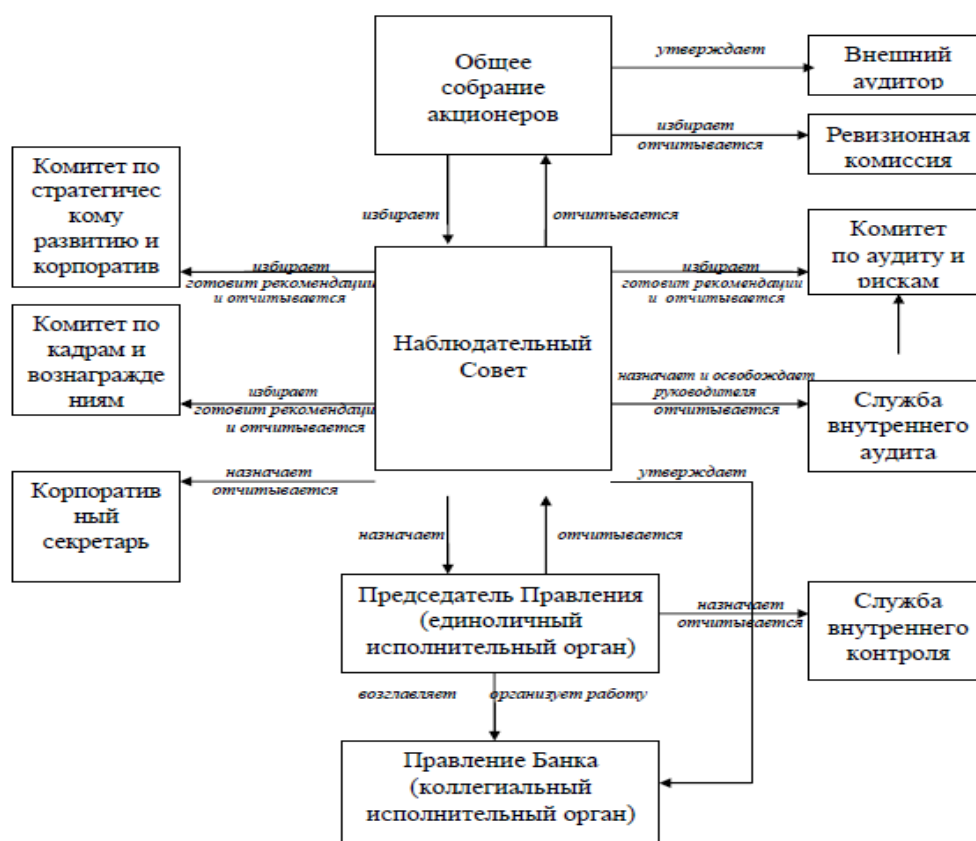 Общее
собрание
акционеров
утверждает
Внешний
аудитор
избирает
отчитывается
Ревизионная
комиссия
Комитет по
стратегичес
кому
развитию и
корпоратив
избирает
отчитывается
Комитет
по аудиту и
рискам
избирает
готовит рекомендации
и отчитывается
избирает
готовит рекомендации
и отчитывается
Наблюдательный
Совет
Комитет по
кадрам и
вознагражде
ниям
избирает
готовит рекомендации
и отчитывается
назначает и освобождает
руководителя
отчитывается
Служба
внутреннего
аудита
Корпоратив
ный
секретарь
назначает
отчитывается
утверждает
назначает
отчитывается
Председатель Правления
(единоличный
исполнительный орган)
назначает
отчитывается
Служба
внутреннего
контроля
возглавляет
организует работу
Правление Банка
(коллегиальный
исполнительный орган)